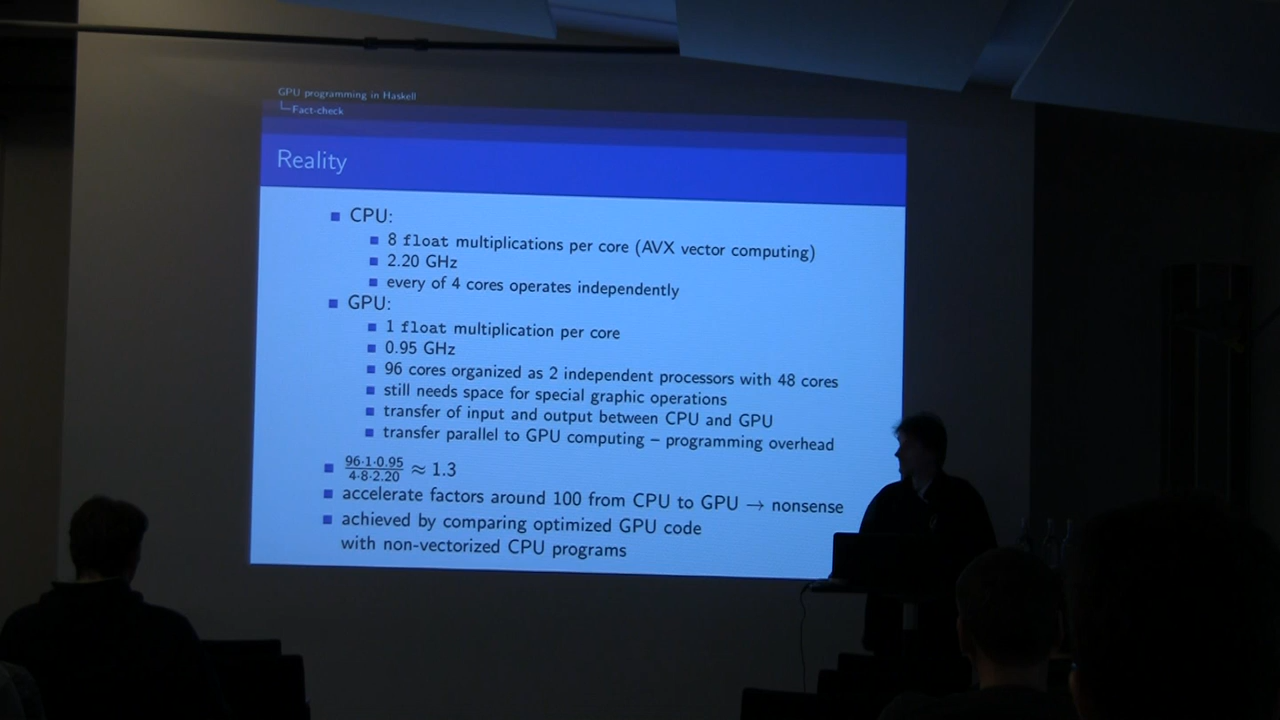 GPU programming in Haskell
Fact-check
Reality
CPU:
8 float multiplications per core (AVX vector computing)
2.20 GHz
every of 4 cores operates independently
GPU:
1 float multiplication per core
0.95 GHz
96 cores organized as 2 independent processors with 48 cores
still needs space for special graphic operations
transfer of input and output between CPU and GPU
transfer parallel to GPU computing – programming overhead
96·1·0.95
4·8·2.20 ≈ 1.3
accelerate factors around 100 from CPU to GPU → nonsense
achieved by comparing optimized GPU code
with non-vectorized CPU programs